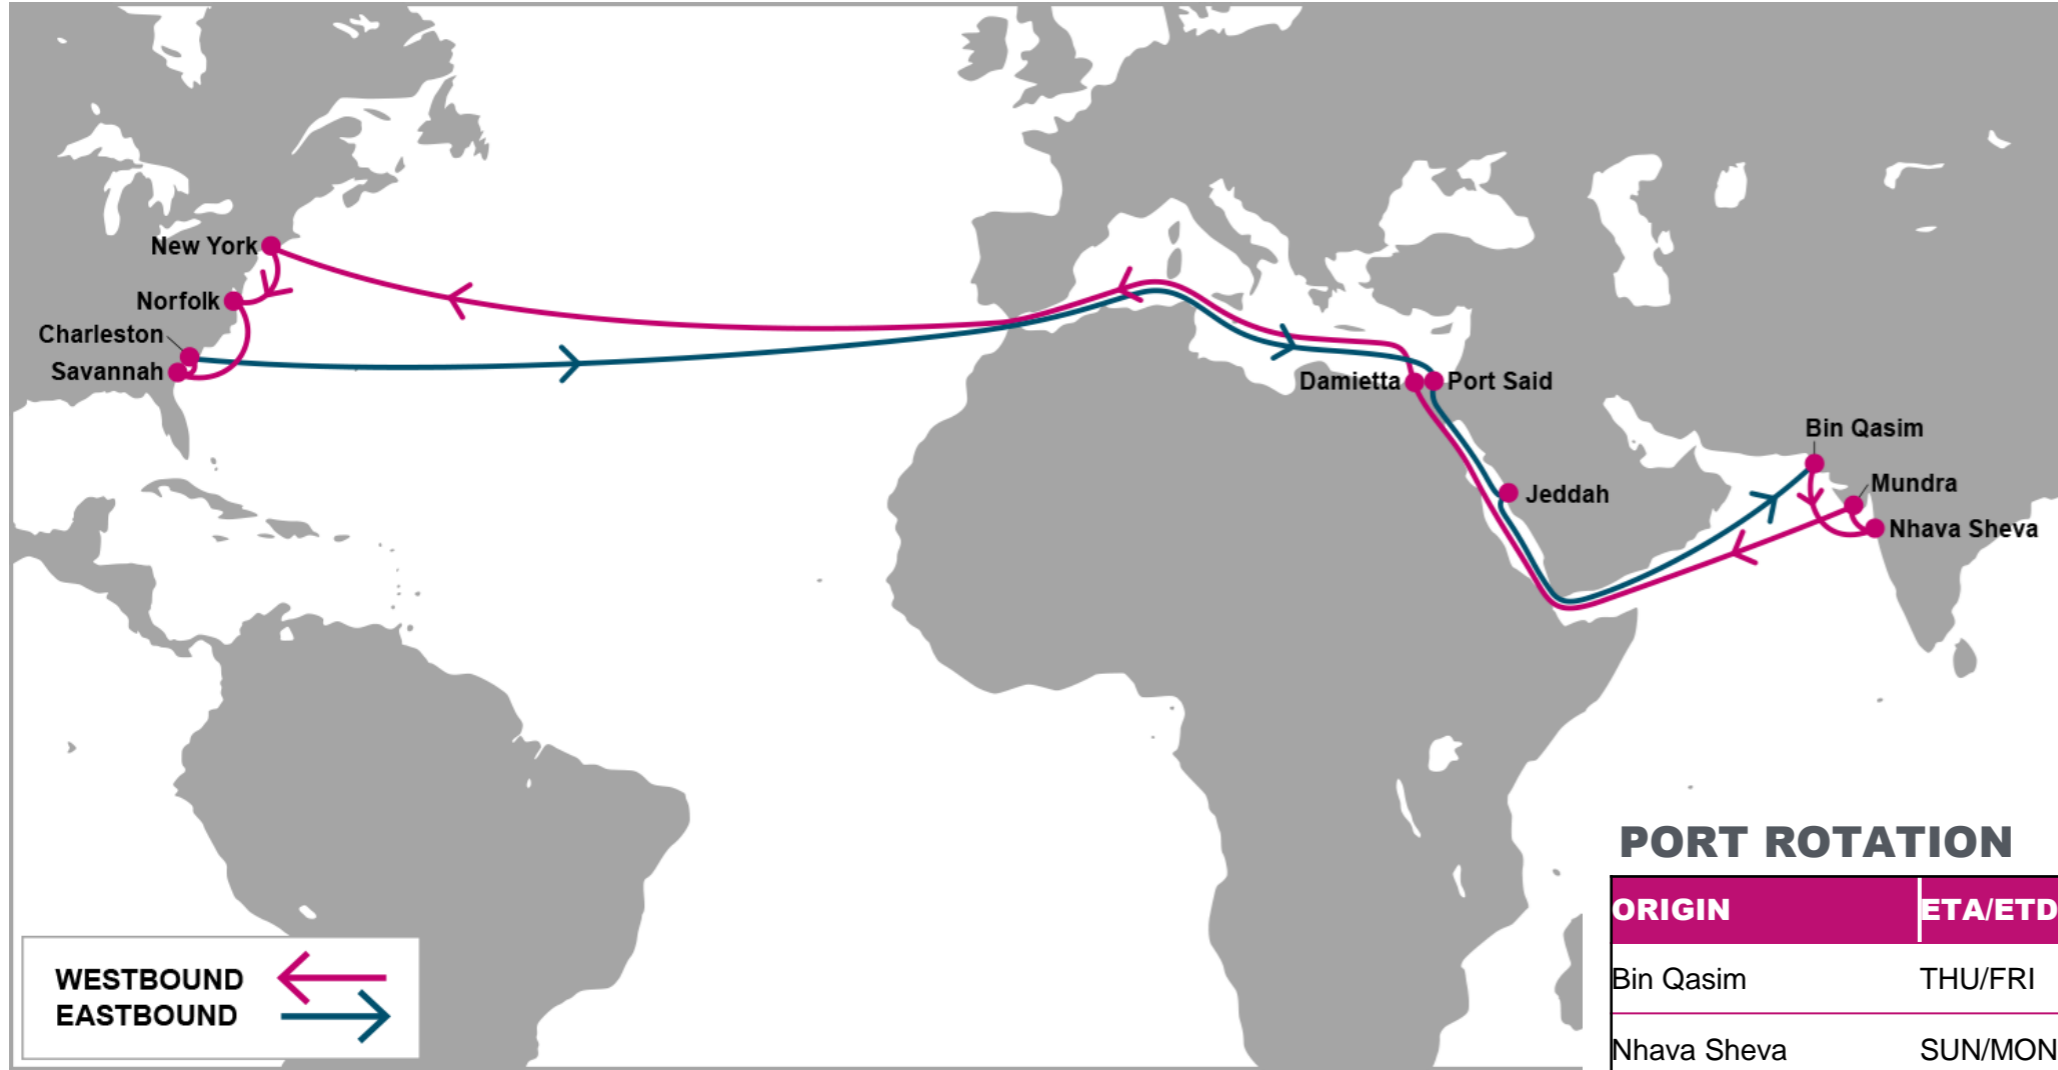 New York
Norfolk
Charleston
Savannah
Damietta
Port Said
Jeddah
Bin Qasim
Mundra
Nhava Sheva
WESTBOUND
EASTBOUND
PORT ROTATION
ORIGIN ETA/ETD
Bin Qasim THU/FRI
Nhava Sheva SUN/MON